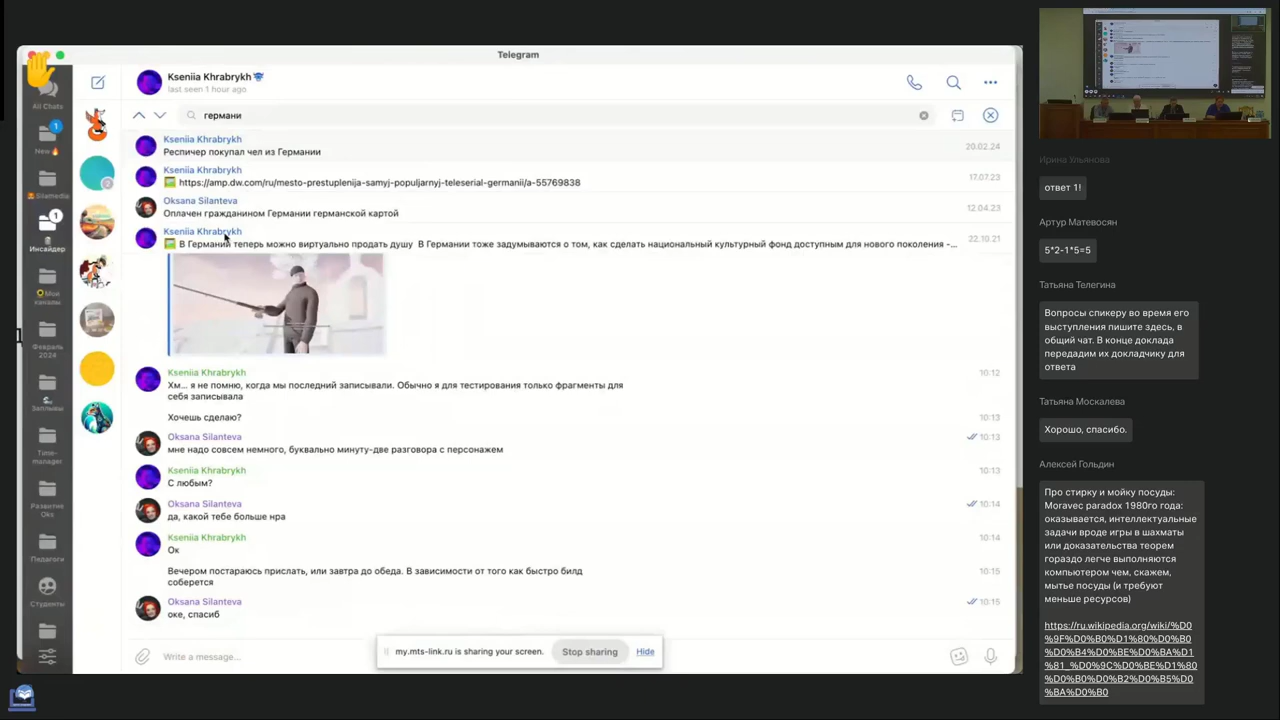 Telegram
Kseniia Khrabrykh
last seen 1 hour ago
германи
All Chats
New
1
Silamedia
1
Инсайдер
Мои каналы
Февраль 2024
Заплывы
Time-manager
Развитие Oks
Педагоги
Студенты
2
Kseniia Khrabrykh
Респичер покупал чел из Германии
20.02.24
Kseniia Khrabrykh
https://amp.dw.com/ru/mesto-prestuplenija-samyj-populjarnyj-teleserial-germanii/a-55769838
17.07.23
Oksana Silanteva
Оплачен гражданином Германии германской картой
12.04.23
Kseniia Khrabrykh
В Германии теперь можно виртуально продать душу В Германии тоже задумываются о том, как сделать национальный культурный фонд доступным для нового поколения -...
22.10.21
Kseniia Khrabrykh
10:12
Хм... я не помню, когда мы последний записывали. Обычно я для тестирования только фрагменты для
себя записывала
Хочешь сделаю?
10:13
Oksana Silanteva
10:13
мне надо совсем немного, буквально минуту-две разговора с персонажем
Kseniia Khrabrykh
10:13
С любым?
Oksana Silanteva
10:14
да, какой тебе больше нра
Kseniia Khrabrykh
10:14
Ок
Вечером постараюсь прислать, или завтра до обеда. В зависимости от того как быстро билд
соберется
10:15
Oksana Silanteva
10:15
оке, спасиб
Write a message...
my.mts-link.ru is sharing your screen.
Stop sharing
Hide
Ирина Ульянова
ответ 1!
Артур Матевосян
5*2-1*5=5
Татьяна Телегина
Вопросы спикеру во время его
выступления пишите здесь, в
общий чат. В конце доклада
передадим их докладчику для
ответа
Татьяна Москалева
Хорошо, спасибо.
Алексей Гольдин
Про стирку и мойку посуды:
Moravec paradox 1980го года:
оказывается, интеллектуальные
задачи вроде игры в шахматы
или доказательства теорем
гораздо легче выполняются
компьютером чем, скажем,
мытье посуды (и требуют
меньше ресурсов)
https://ru.wikipedia.org/wiki/%D0
%9F%D0%B0%D1%80%D0%B0
%D0%B4%D0%BE%D0%BA%D1
%81_%D0%9C%D0%BE%D1%80
%D0%B0%D0%B2%D0%B5%D0
%BA%D0%B0